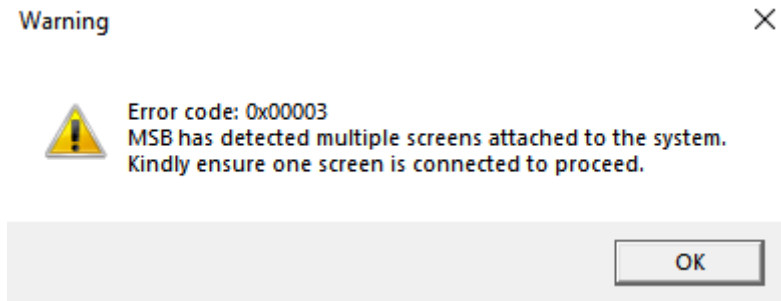 Warning
Error code: 0x00003
MSB has detected multiple screens attached to the system.
Kindly ensure one screen is connected to proceed.
OK